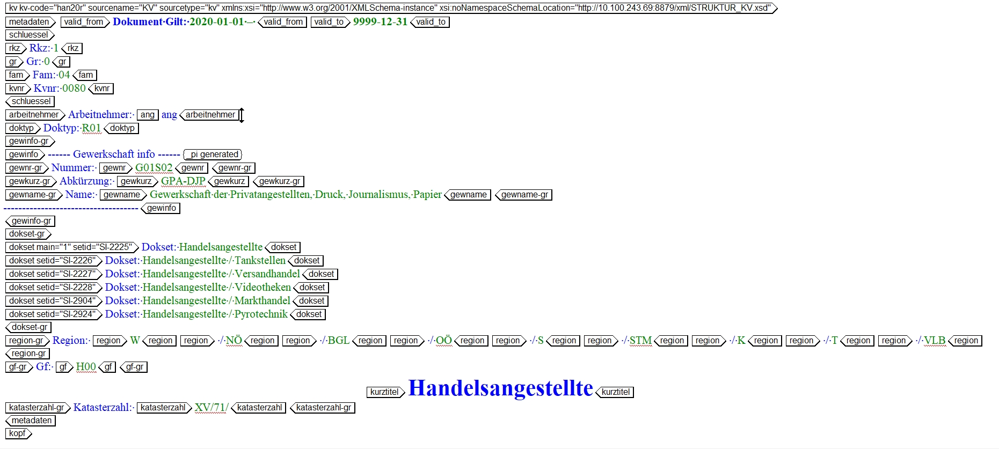 kv kv-code="han20r" sourcename="KV" sourcetype="kv" xmlns:xsi="http://www.w3.org/2001/XMLSchema-instance" xsi:noNamespaceSchemaLocation="http://10.100.243.69:8879/xml/STRUKTUR_KV.xsd"
metadaten valid_from Dokument·Gilt:·2020-01-01·–· valid_from valid_to 9999-12-31 valid_to
schluessel
rkz Rkz:·1 rkz
gr Gr:·0 gr
fam Fam:·04 fam
kvnr Kvnr:·0080 kvnr
schluessel
arbeitnehmer Arbeitnehmer:· ang ang arbeitnehmer
doktyp Doktyp:·R01 doktyp
gewinfo-gr
gewinfo ------ Gewerkschaft info ------ _pi generated
gewnr-gr Nummer:· gewnr G01S02 gewnr gewnr-gr
gewkurz-gr Abkürzung:· gewkurz GPA-DJP gewkurz gewkurz-gr
gewname-gr Name:· gewname Gewerkschaft·der·Privatangestellten,·Druck,·Journalismus,·Papier gewname gewname-gr
------------------------------------ gewinfo
gewinfo-gr
dokset-gr
dokset main="1" setid="SI-2225" Dokset:·Handelsangestellte dokset
dokset setid="SI-2226" Dokset:·Handelsangestellte·/·Tankstellen dokset
dokset setid="SI-2227" Dokset:·Handelsangestellte·/·Versandhandel dokset
dokset setid="SI-2228" Dokset:·Handelsangestellte·/·Videotheken dokset
dokset setid="SI-2904" Dokset:·Handelsangestellte·/·Markthandel dokset
dokset setid="SI-2924" Dokset:·Handelsangestellte·/·Pyrotechnik dokset
dokset-gr
region-gr Region:· region W region region ·/·NÖ region region ·/·BGL region region ·/·OÖ region region ·/·S region region ·/·STM region region ·/·K region region ·/·T region region ·/·VLB region
region-gr
gf-gr Gf:· gf H00 gf gf-gr
kurztitel Handelsangestellte kurztitel
katasterzahl-gr Katasterzahl:· katasterzahl XV/71/ katasterzahl katasterzahl-gr
metadaten
kopf